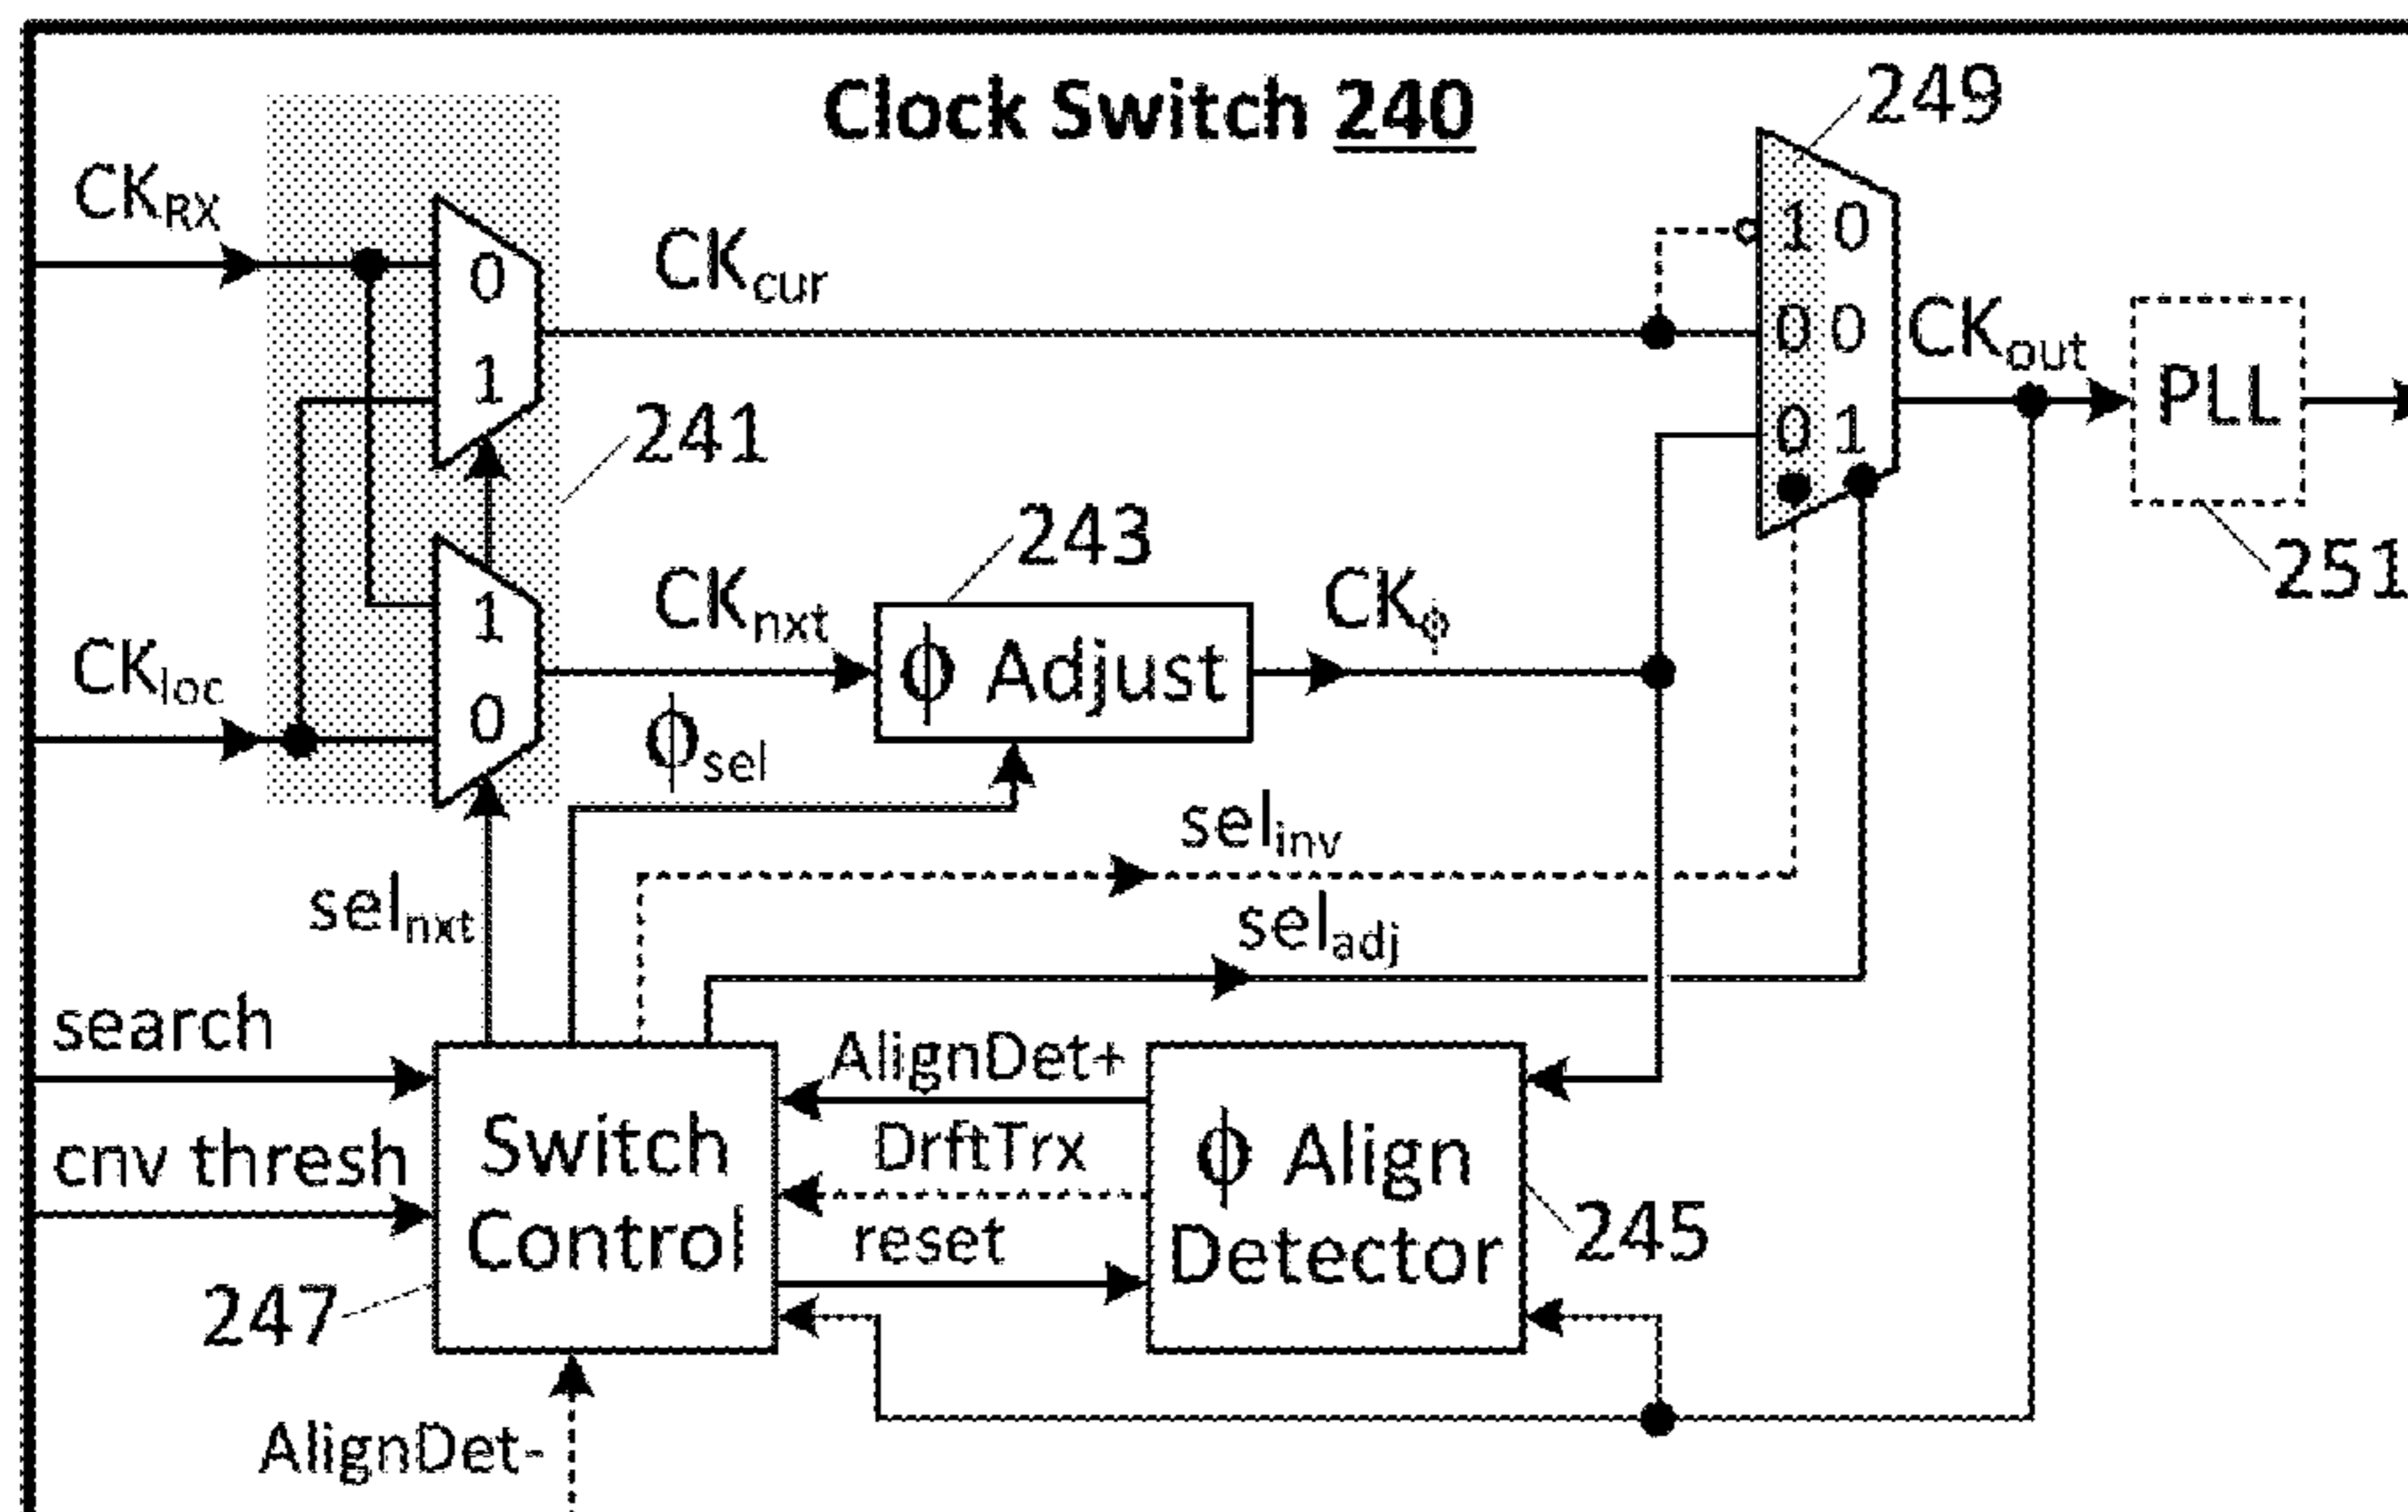 Clock Switch 240
249
CKRX
0
1
CKcur
1 0
0 0
0 1
CKout
PLL
251
241
243
CKloc
1
0
CKnxt
ϕ Adjust
CKϕ
ϕsel
selinv
selnxt
seladj
search
cnv thresh
Switch
Control
247
AlignDet+
DrftTrx
reset
ϕ Align
Detector
245
AlignDet-